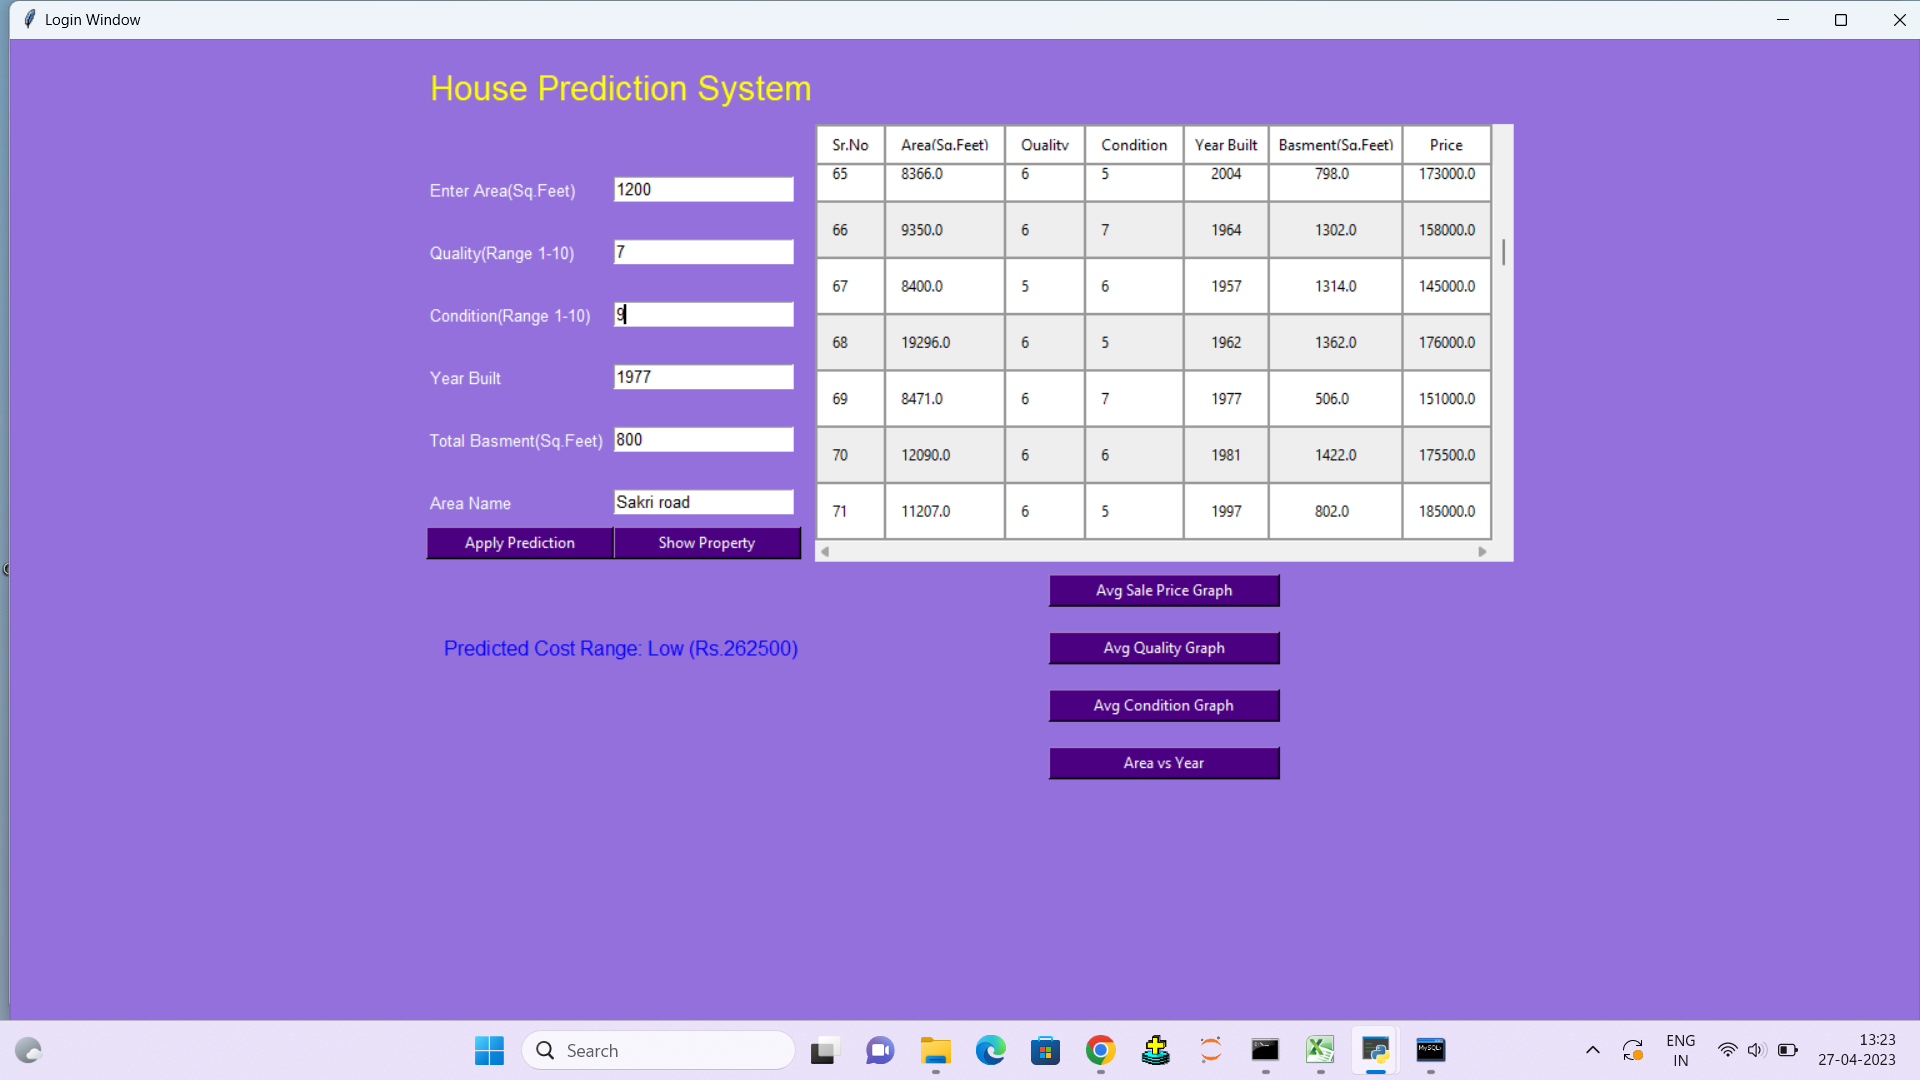 Login Window
House Prediction System
Enter Area(Sq.Feet) 1200
Quality(Range 1-10) 7
Condition(Range 1-10) 9
Year Built 1977
Total Basment(Sq.Feet) 800
Area Name Sakri road
Apply Prediction Show Property
Predicted Cost Range: Low (Rs.262500)
Sr.No Area(Sq.Feet) Quality Condition Year Built Basment(Sq.Feet) Price
65 8366.0 6 5 2004 798.0 173000.0
66 9350.0 6 7 1964 1302.0 158000.0
67 8400.0 5 6 1957 1314.0 145000.0
68 19296.0 6 5 1962 1362.0 176000.0
69 8471.0 6 7 1977 506.0 151000.0
70 12090.0 6 6 1981 1422.0 175500.0
71 11207.0 6 5 1997 802.0 185000.0
Avg Sale Price Graph
Avg Quality Graph
Avg Condition Graph
Area vs Year
Search
MySQL
ENG
IN
13:23
27-04-2023